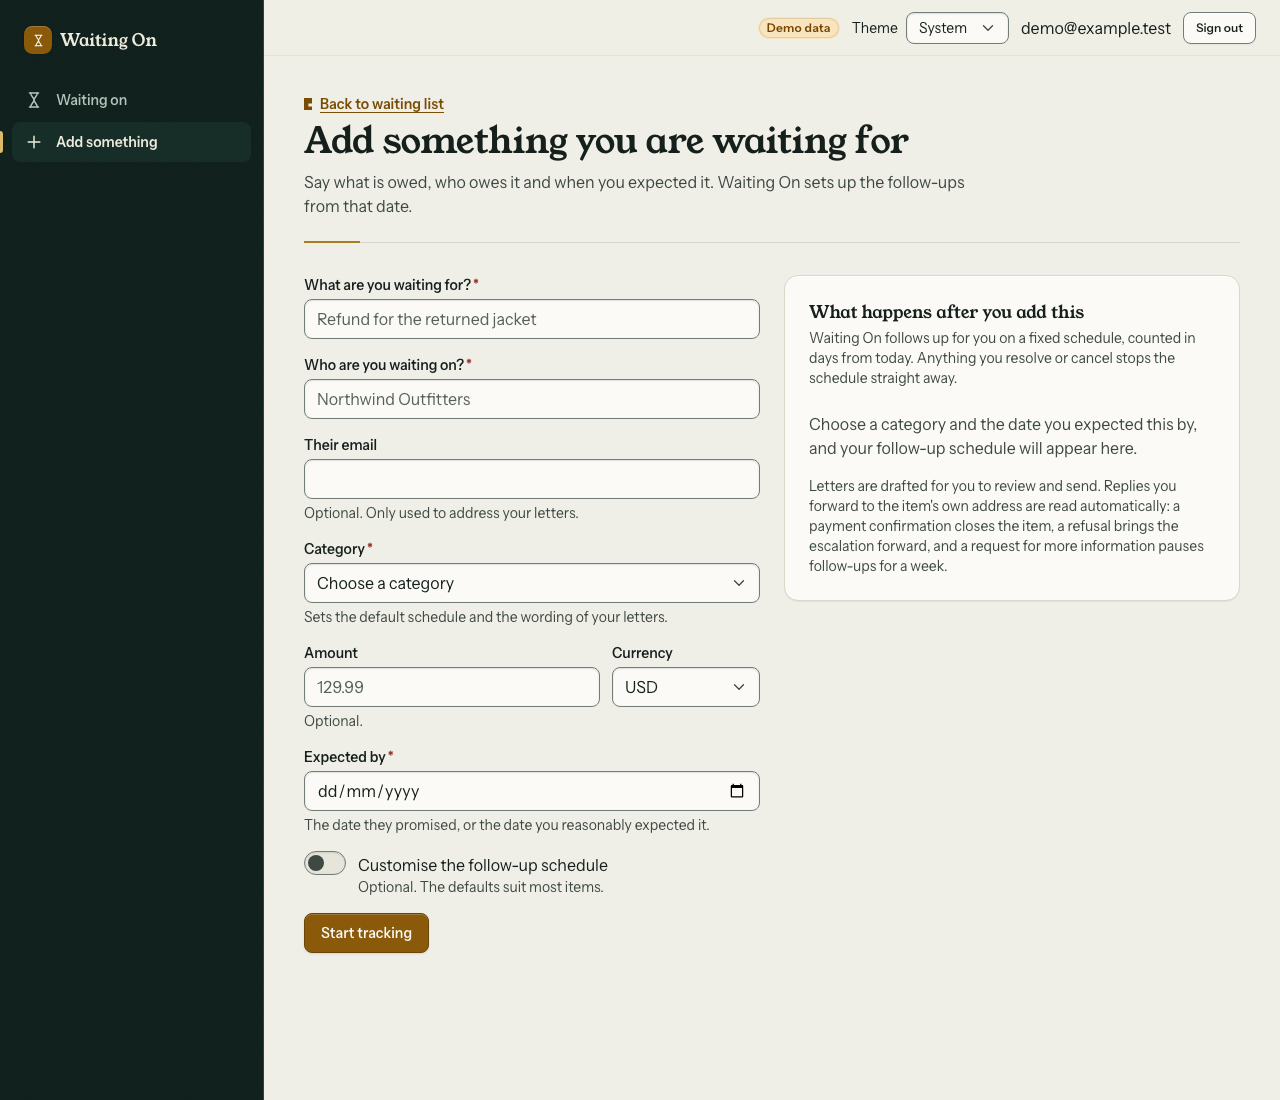 Waiting On
Waiting on
Add something
Demo data
Theme
System
demo@example.test
Sign out
Back to waiting list
Add something you are waiting for
Say what is owed, who owes it and when you expected it. Waiting On sets up the follow-ups
from that date.
What are you waiting for?*
Refund for the returned jacket
Who are you waiting on?*
Northwind Outfitters
Their email
Optional. Only used to address your letters.
Category*
Choose a category
Sets the default schedule and the wording of your letters.
Amount
Currency
129.99
USD
Optional.
Expected by*
dd/mm/yyyy
The date they promised, or the date you reasonably expected it.
Customise the follow-up schedule
Optional. The defaults suit most items.
Start tracking
What happens after you add this
Waiting On follows up for you on a fixed schedule, counted in
days from today. Anything you resolve or cancel stops the
schedule straight away.
Choose a category and the date you expected this by,
and your follow-up schedule will appear here.
Letters are drafted for you to review and send. Replies you
forward to the item's own address are read automatically: a
payment confirmation closes the item, a refusal brings the
escalation forward, and a request for more information pauses
follow-ups for a week.